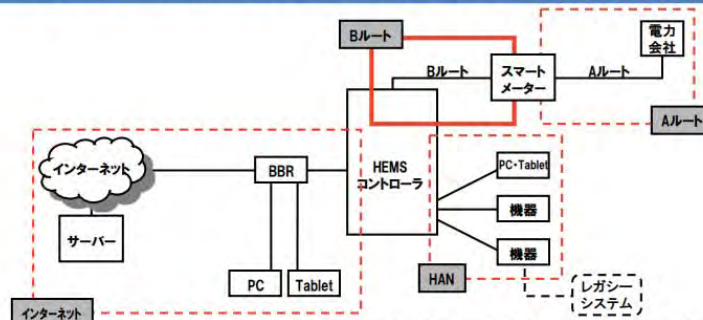 Bルート
電力
会社
Bルート
スマート
メーター
Aルート
Aルート
インターネット
BBR
HEMS
コントローラ
PC・Tablet
機器
サーバー
機器
PC
Tablet
HAN
レガシー
システム
インターネット